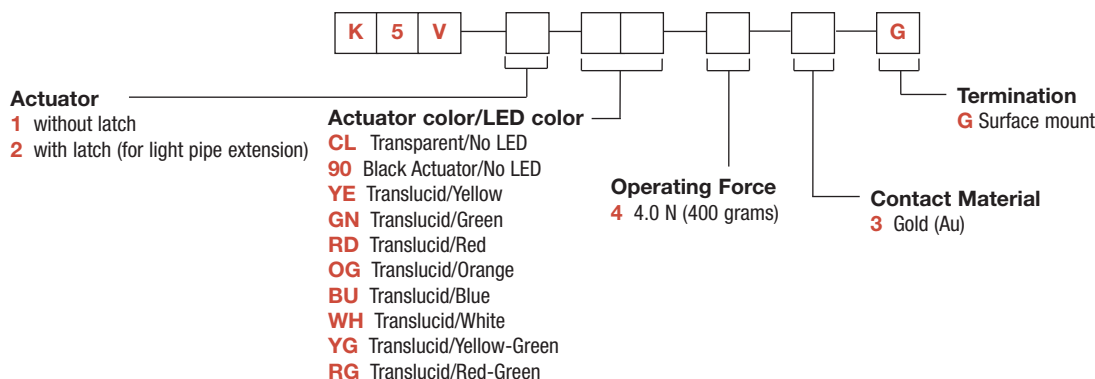 K 5 V G
Actuator
1 without latch
2 with latch (for light pipe extension)
Actuator color/LED color
CL Transparent/No LED
90 Black Actuator/No LED
YE Translucid/Yellow
GN Translucid/Green
RD Translucid/Red
OG Translucid/Orange
BU Translucid/Blue
WH Translucid/White
YG Translucid/Yellow-Green
RG Translucid/Red-Green
Operating Force
4 4.0 N (400 grams)
Contact Material
3 Gold (Au)
Termination
G Surface mount